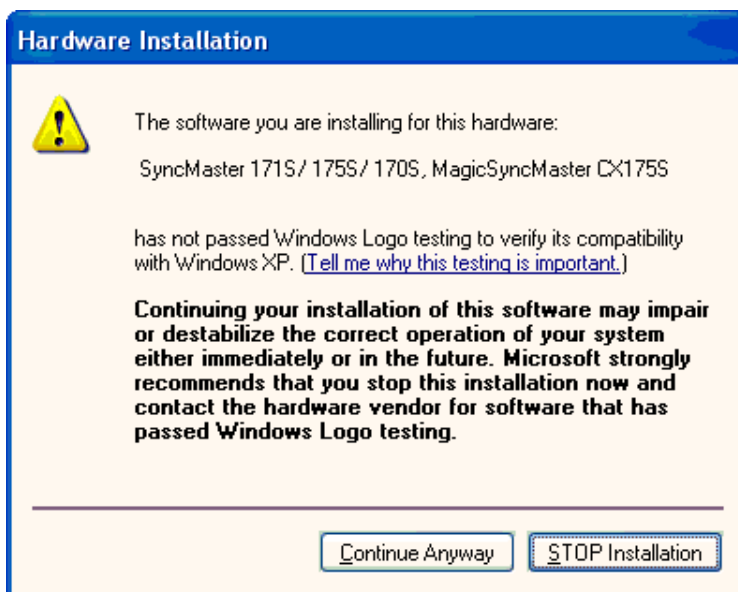 Hardware Installation
The software you are installing for this hardware:
SyncMaster 171S/ 175S/ 170S, MagicSyncMaster CX175S
has not passed Windows Logo testing to verify its compatibility
with Windows XP. (Tell me why this testing is important.)
Continuing your installation of this software may impair
or destabilize the correct operation of your system
either immediately or in the future. Microsoft strongly
recommends that you stop this installation now and
contact the hardware vendor for software that has
passed Windows Logo testing.
Continue Anyway STOP Installation